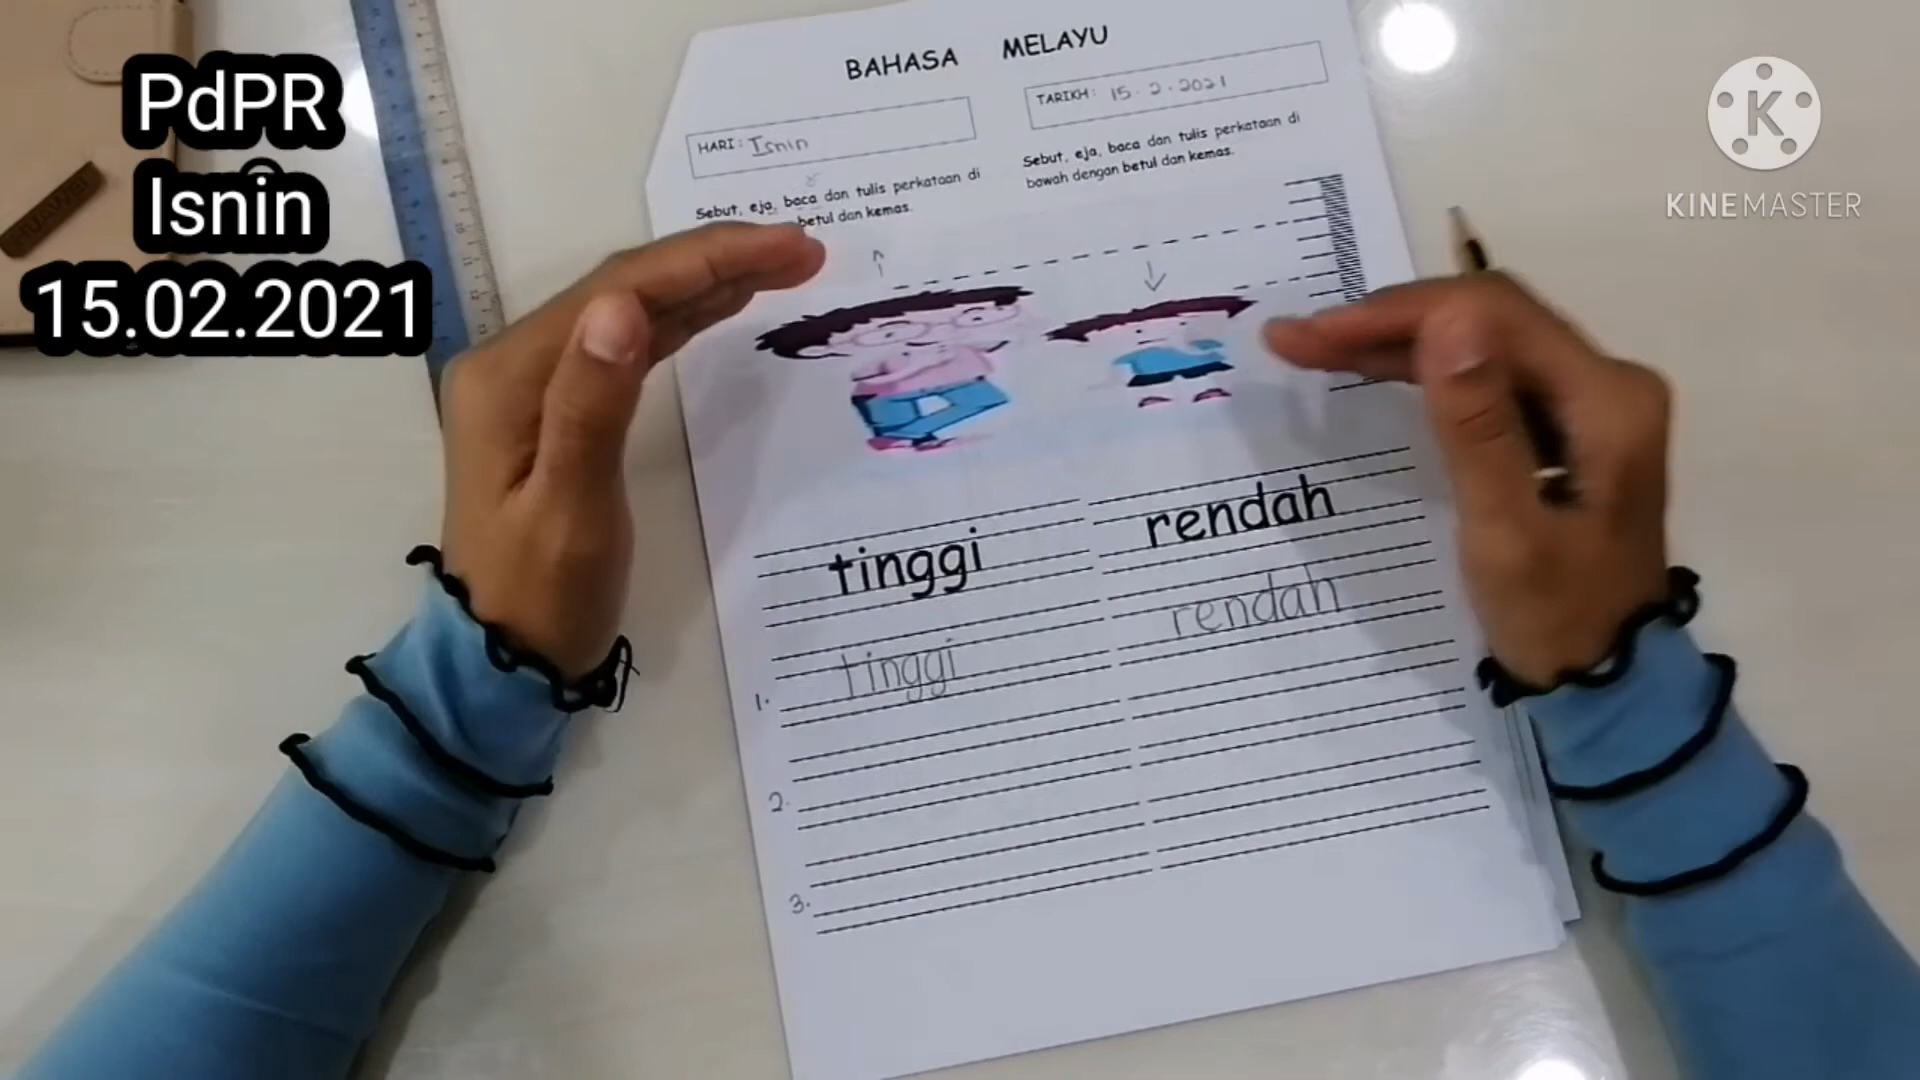 PdPR
Isnin
15.02.2021
KINEMASTER
HUAWEI
BAHASA MELAYU
HARI: Isnin
TARIKH: 15.2.2021
Sebut, eja, baca dan tulis perkataan di
betul dan kemas.
Sebut, eja, baca dan tulis perkataan di
bawah dengan betul dan kemas.
tinggi
rendah
1. tinggi
rendah
2.
3.